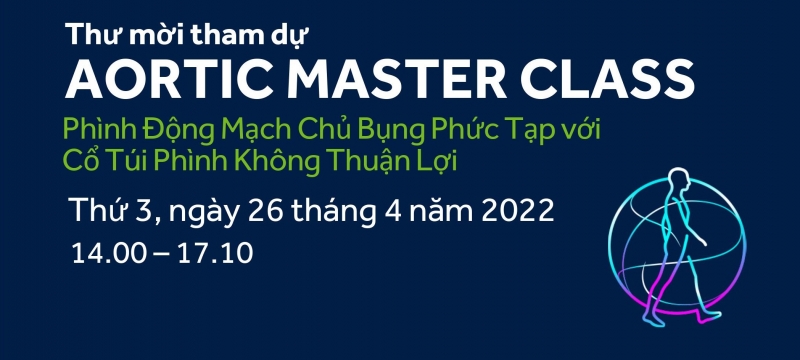 Thư mời tham dự
AORTIC MASTER CLASS
Phình Động Mạch Chủ Bụng Phức Tạp với
Cổ Túi Phình Không Thuận Lợi
Thứ 3, ngày 26 tháng 4 năm 2022
14.00 – 17.10